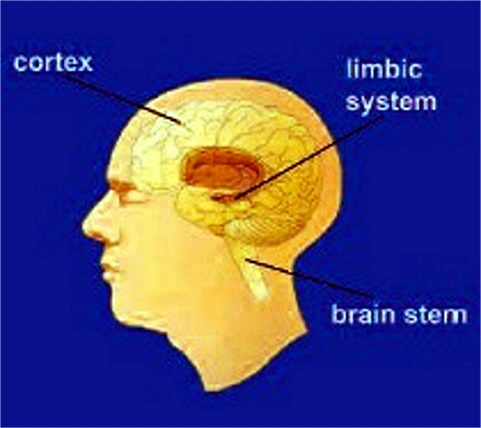 cortex
limbic
system
brain stem